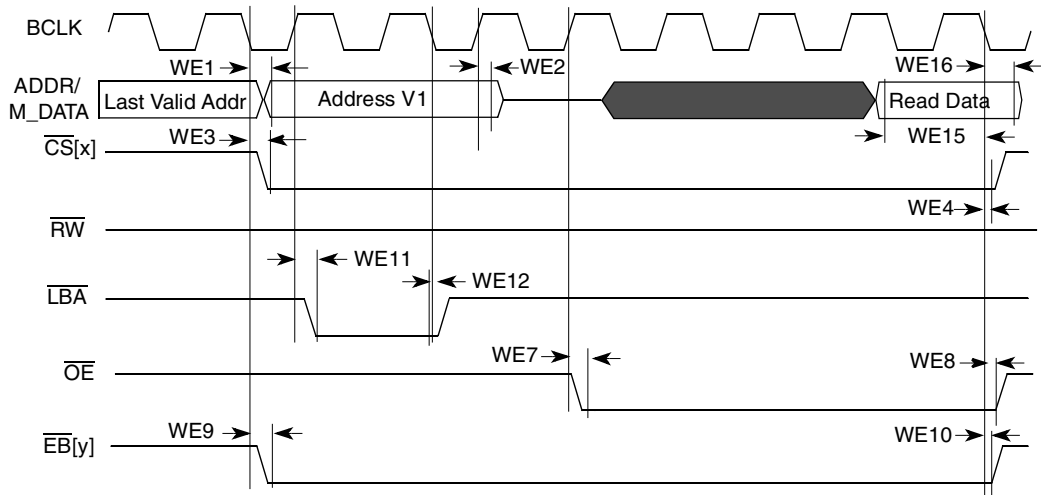 BCLK
WE1
WE2
WE16
ADDR/
M_DATA
Last Valid Addr
Address V1
Read Data
WE3
WE15
CS[x]
WE4
RW
WE11
WE12
LBA
WE7
WE8
OE
WE9
WE10
EB[y]